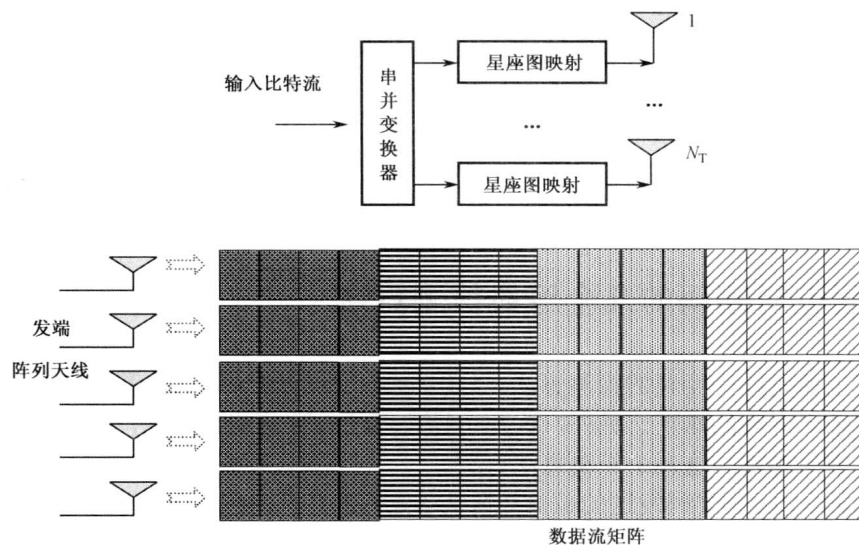 1
输入比特流
串并变换器
星座图映射
...
...
星座图映射
N_T
发端
阵列天线
数据流矩阵